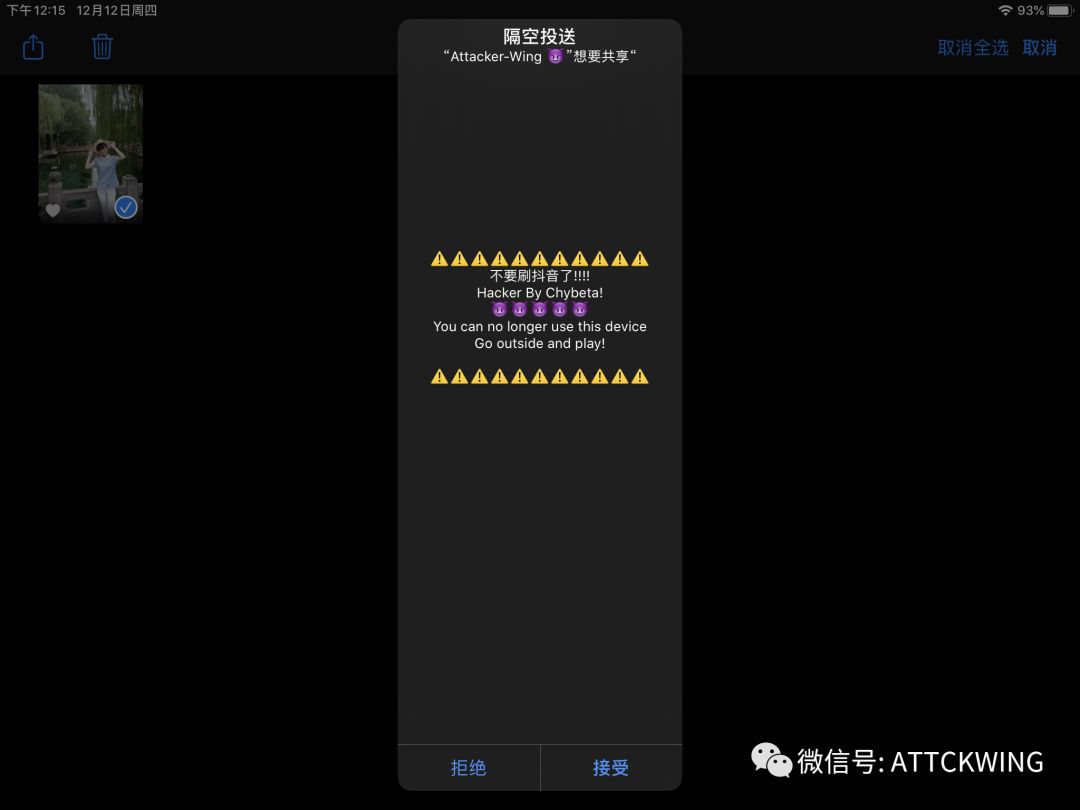 下午12:15 12月12日周四
93%
取消全选 取消
隔空投送
“Attacker-Wing 😈”想要共享“
⚠️⚠️⚠️⚠️⚠️⚠️⚠️⚠️⚠️⚠️⚠️
不要刷抖音了!!!!
Hacker By Chybeta!
😈😈😈😈😈
You can no longer use this device
Go outside and play!
⚠️⚠️⚠️⚠️⚠️⚠️⚠️⚠️⚠️⚠️⚠️
拒绝 接受
微信号: ATTCKWING